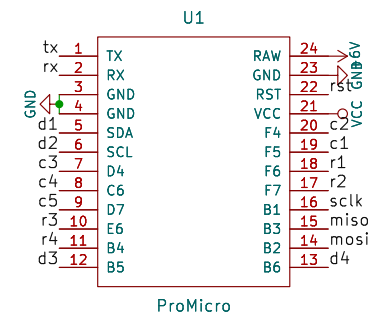 U1
tx 1 TX RAW 24 +6V
rx 2 RX GND 23 GND
3 GND RST 22 rst
GND 4 GND VCC 21 VCC
d1 5 SDA F4 20 c2
d2 6 SCL F5 19 c1
c3 7 D4 F6 18 r1
c4 8 C6 F7 17 r2
c5 9 D7 B1 16 sclk
r3 10 E6 B3 15 miso
r4 11 B4 B2 14 mosi
d3 12 B5 B6 13 d4
ProMicro